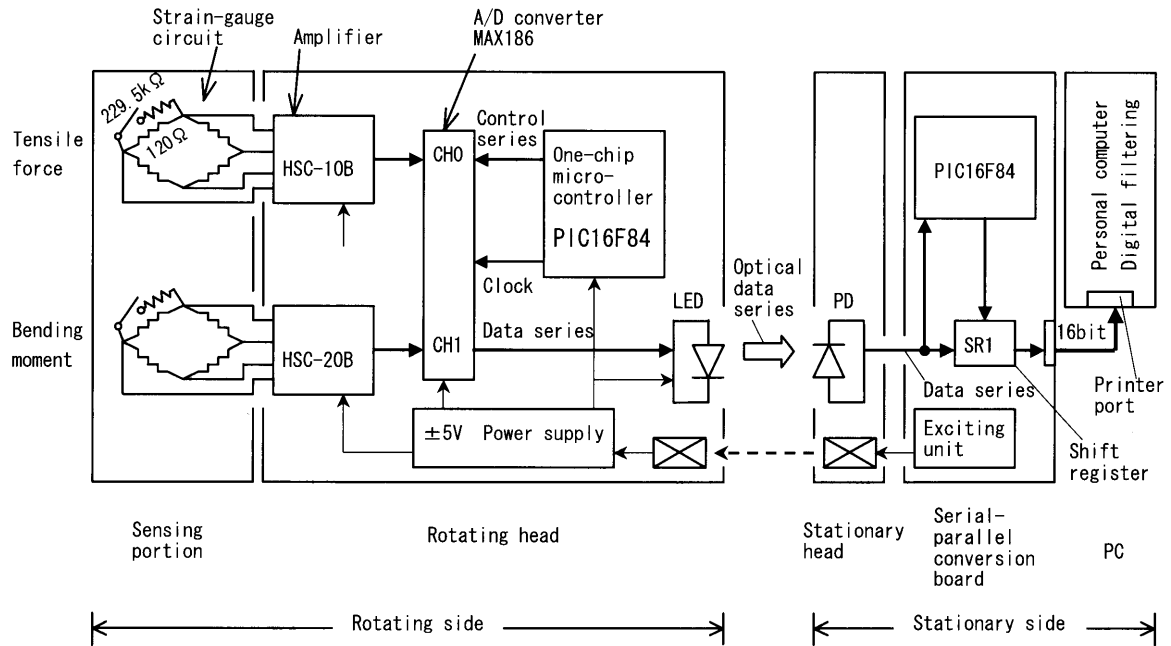 Strain-gauge
circuit
Amplifier
A/D converter
MAX186
229.5kΩ
120Ω
Tensile
force
HSC-10B
CH0
Control
series
One-chip
micro-
controller
PIC16F84
Clock
Bending
moment
HSC-20B
CH1
Data series
LED
Optical
data
series
PD
PIC16F84
SR1
Data series
16bit
Personal computer
Digital filtering
Printer
port
±5V Power supply
Exciting
unit
Shift
register
Sensing
portion
Rotating head
Stationary
head
Serial-
parallel
conversion
board
PC
Rotating side
Stationary side